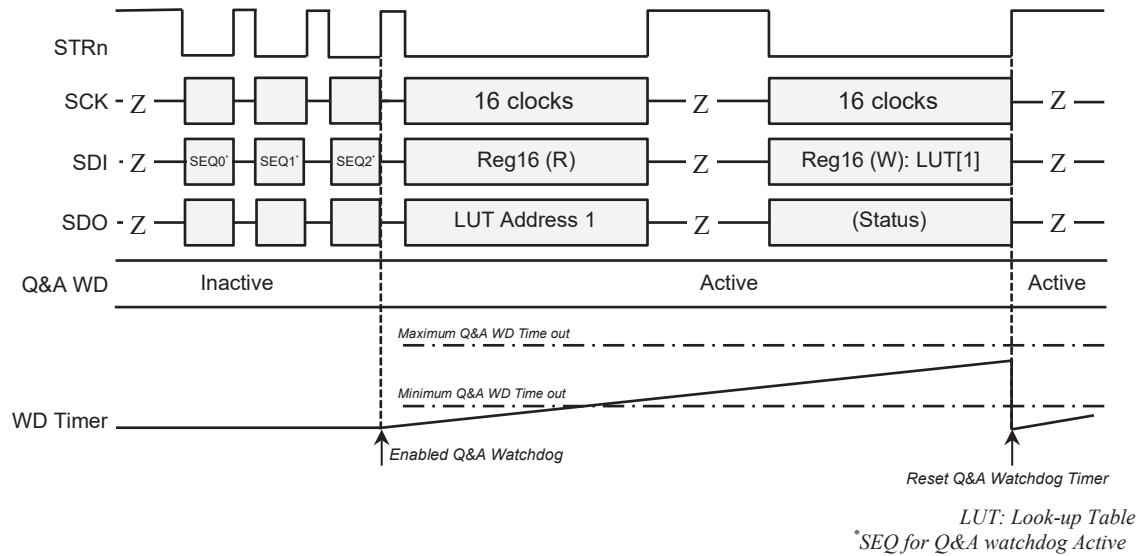 STRn
SCK Z 16 clocks Z 16 clocks Z
SDI Z SEQ0* SEQ1* SEQ2* Reg16 (R) Z Reg16 (W): LUT[1] Z
SDO Z LUT Address 1 Z (Status) Z
Q&A WD Inactive Active Active
Maximum Q&A WD Time out
Minimum Q&A WD Time out
WD Timer
Enabled Q&A Watchdog
Reset Q&A Watchdog Timer
LUT: Look-up Table
*SEQ for Q&A watchdog Active